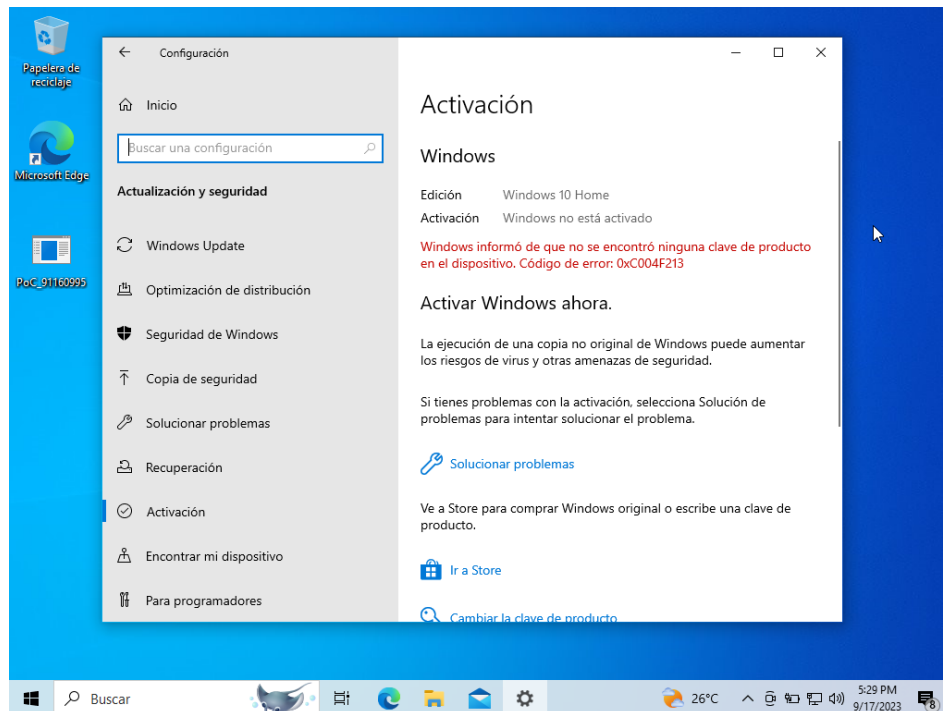 Papelera de
reciclaje
Microsoft Edge
PoC_91160995
Configuración
Inicio
Buscar una configuración
Actualización y seguridad
Windows Update
Optimización de distribución
Seguridad de Windows
Copia de seguridad
Solucionar problemas
Recuperación
Activación
Encontrar mi dispositivo
Para programadores
Activación
Windows
Edición Windows 10 Home
Activación Windows no está activado
Windows informó de que no se encontró ninguna clave de producto
en el dispositivo. Código de error: 0xC004F213
Activar Windows ahora.
La ejecución de una copia no original de Windows puede aumentar
los riesgos de virus y otras amenazas de seguridad.
Si tienes problemas con la activación, selecciona Solución de
problemas para intentar solucionar el problema.
Solucionar problemas
Ve a Store para comprar Windows original o escribe una clave de
producto.
Ir a Store
Cambiar la clave de producto
Buscar
26°C
5:29 PM
9/17/2023
8